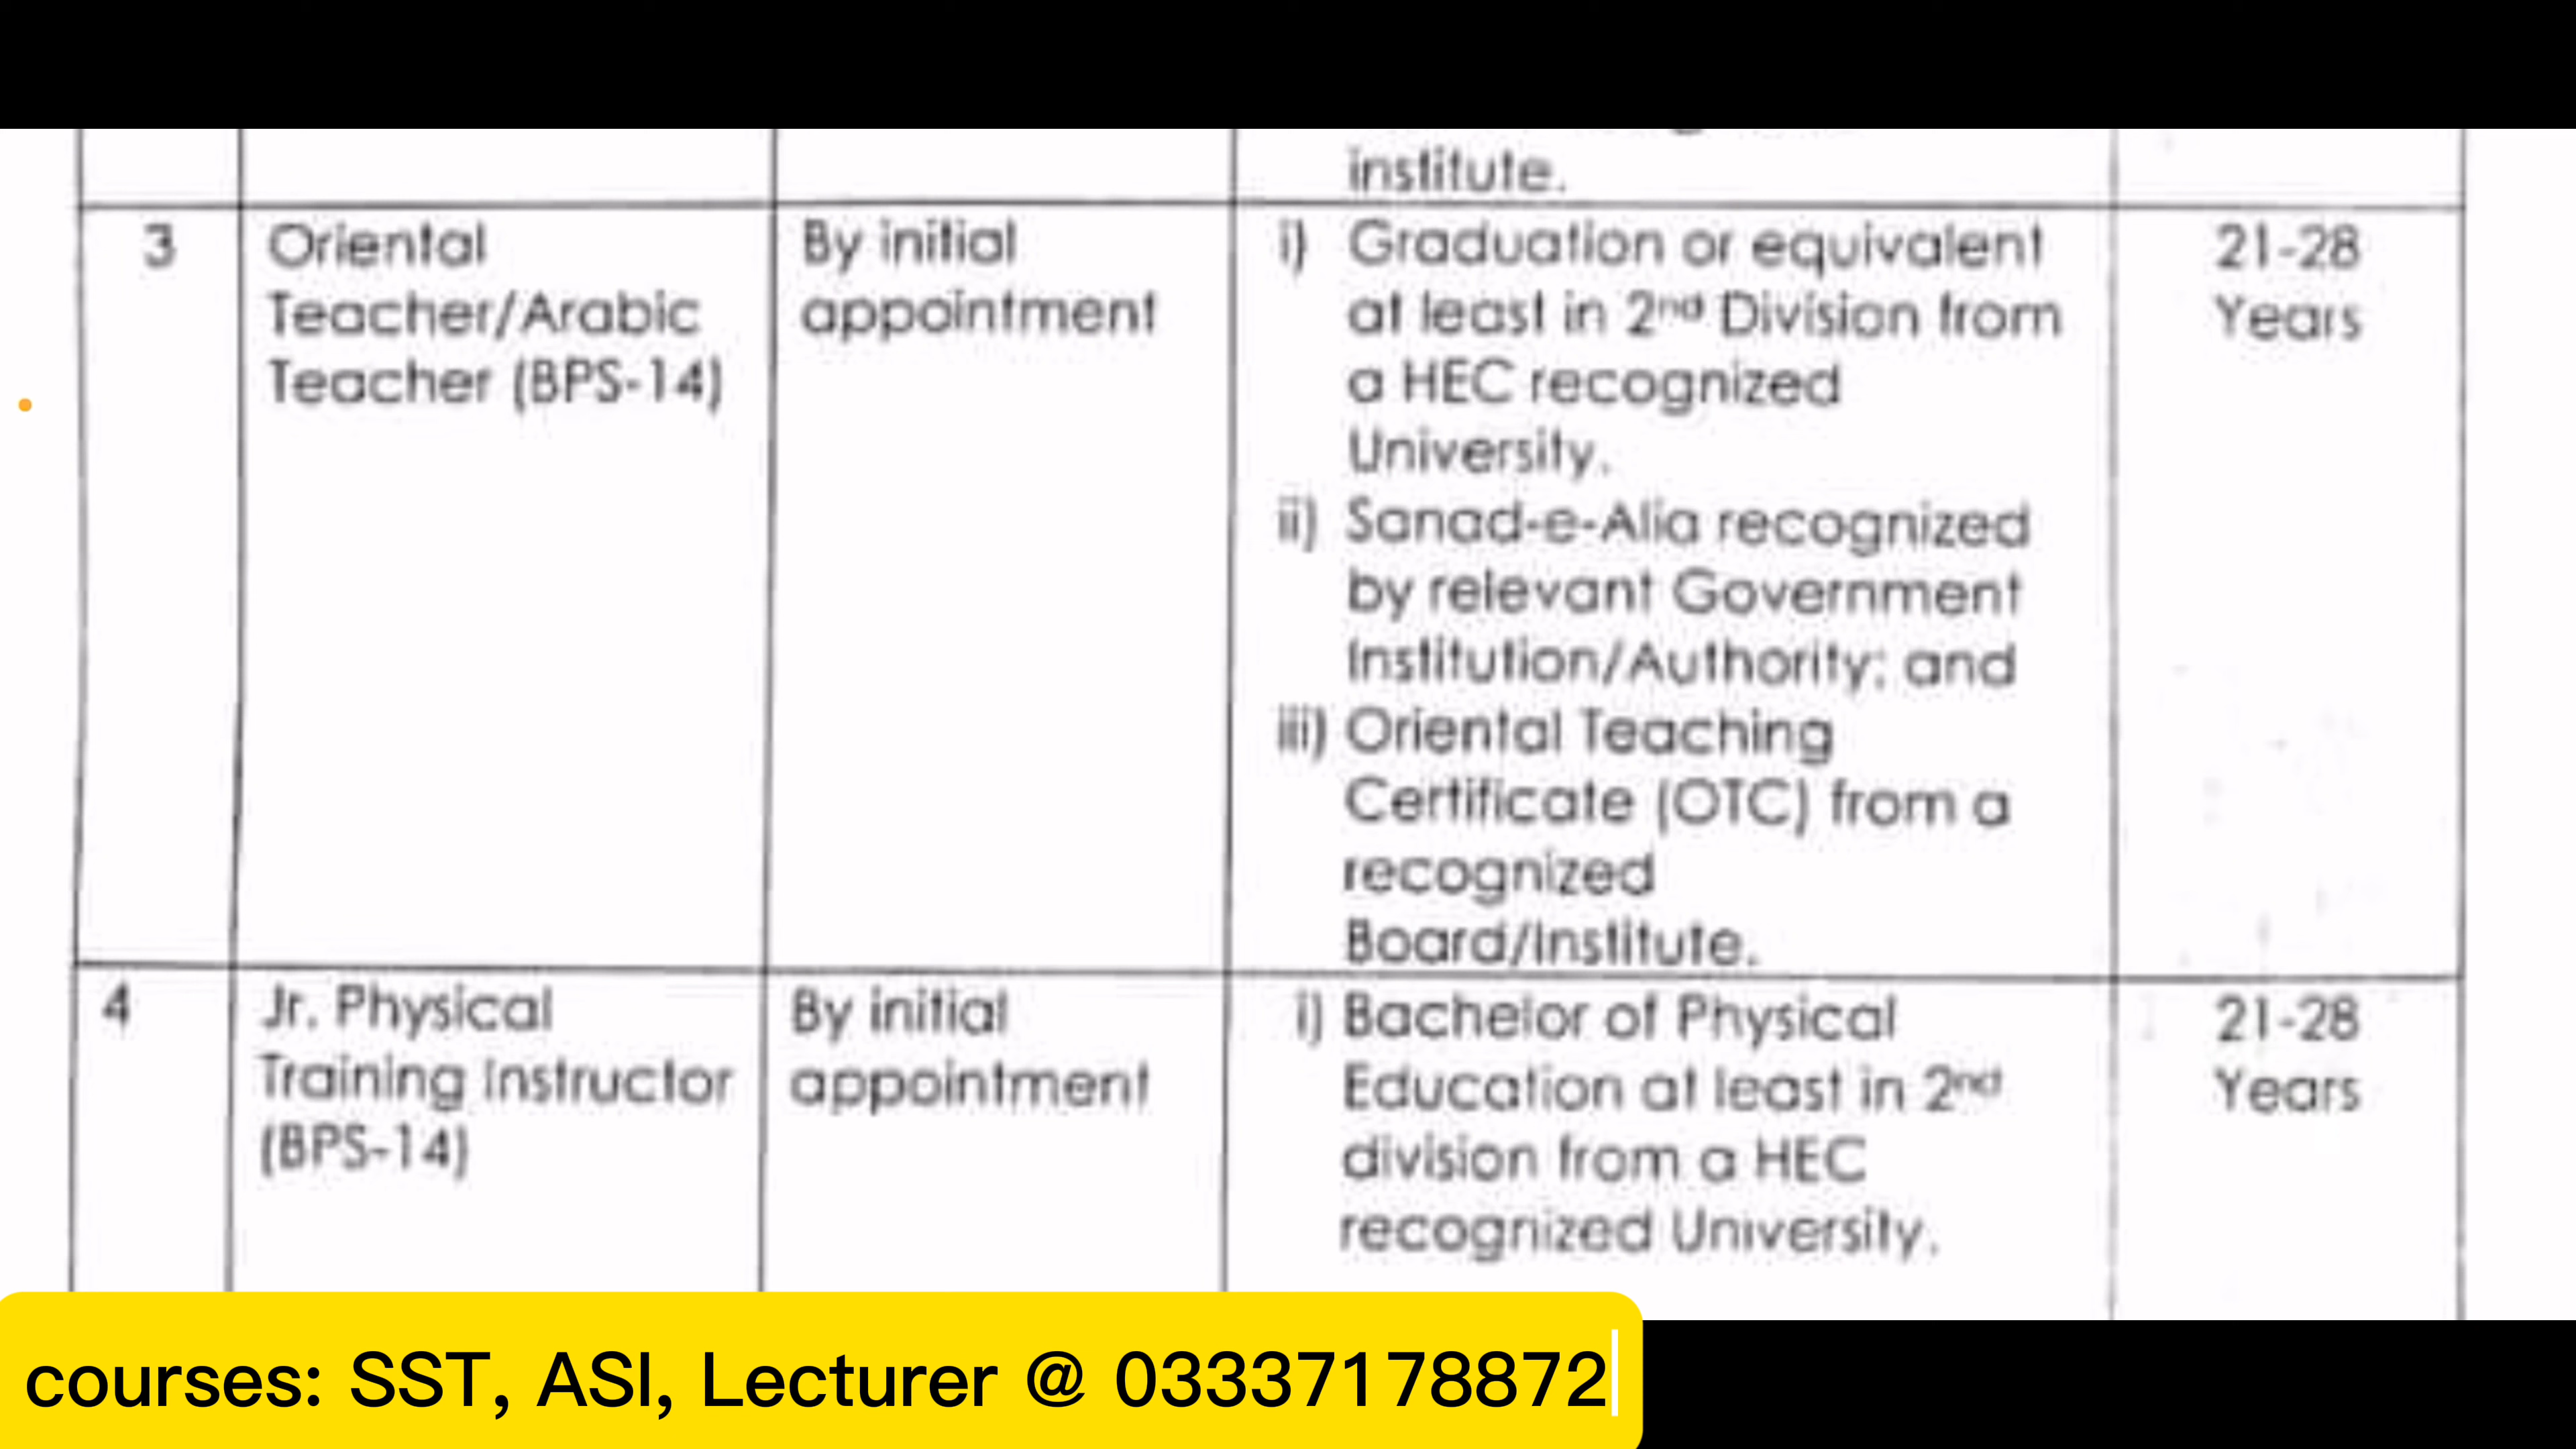 institute.
3
Oriental
Teacher/Arabic
Teacher (BPS-14)
By initial
appointment
i) Graduation or equivalent
at least in 2nd Division from
a HEC recognized
University.
ii) Sanad-e-Alia recognized
by relevant Government
Institution/Authority; and
iii) Oriental Teaching
Certificate (OTC) from a
recognized
Board/Institute.
21-28
Years
4
Jr. Physical
Training Instructor
(BPS-14)
By initial
appointment
i) Bachelor of Physical
Education at least in 2nd
division from a HEC
recognized University.
21-28
Years
courses: SST, ASI, Lecturer @ 03337178872